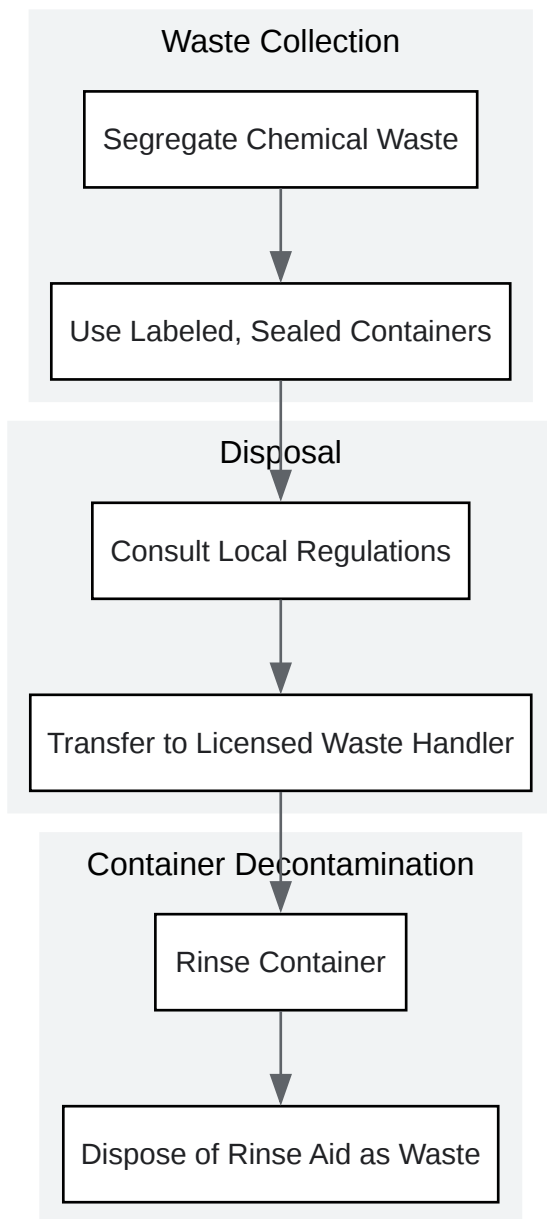 Waste Collection
Segregate Chemical Waste
Use Labeled, Sealed Containers
Disposal
Consult Local Regulations
Transfer to Licensed Waste Handler
Container Decontamination
Rinse Container
Dispose of Rinse Aid as Waste